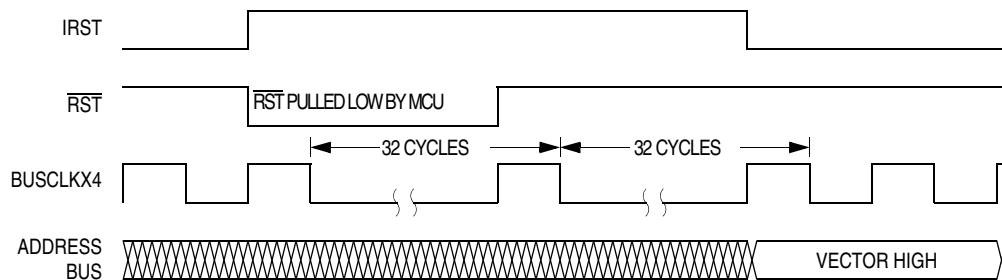 IRST
RST
RST PULLED LOW BY MCU
32 CYCLES 32 CYCLES
BUSCLKX4
ADDRESS
BUS
VECTOR HIGH